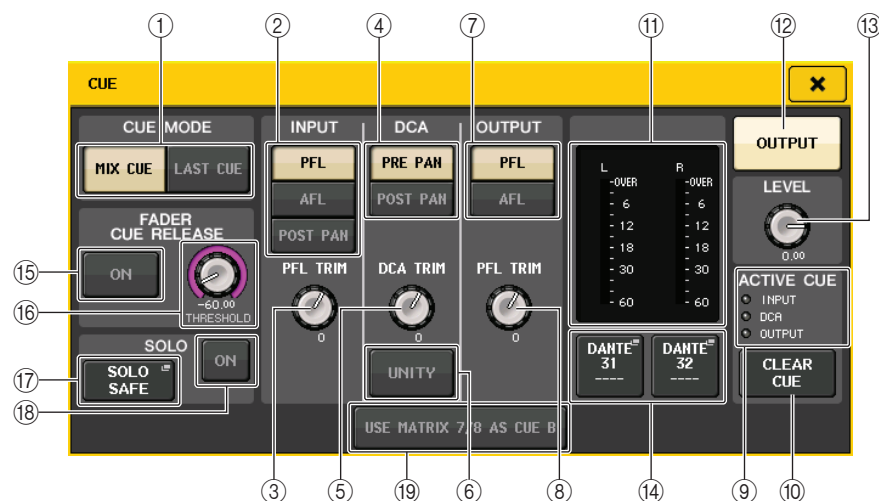 ① ② ④ ⑦ ⑪ ⑫ ⑬
CUE
CUE MODE
MIX CUE LAST CUE
FADER
CUE RELEASE
ON
-60.00
THRESHOLD
SOLO
SOLO
SAFE
ON
INPUT
PFL
AFL
POST PAN
PFL TRIM
0
DCA
PRE PAN
POST PAN
DCA TRIM
0
UNITY
OUTPUT
PFL
AFL
PFL TRIM
0
USE MATRIX 7/8 AS CUE B
L R
OVER OVER
6 6
12 12
18 18
30 30
60 60
DANTE
31
----
DANTE
32
----
OUTPUT
LEVEL
0.00
ACTIVE CUE
INPUT
DCA
OUTPUT
CLEAR
CUE
⑮
⑯
⑰
⑱
③ ⑤ ⑲ ⑥ ⑧ ⑭ ⑨ ⑩